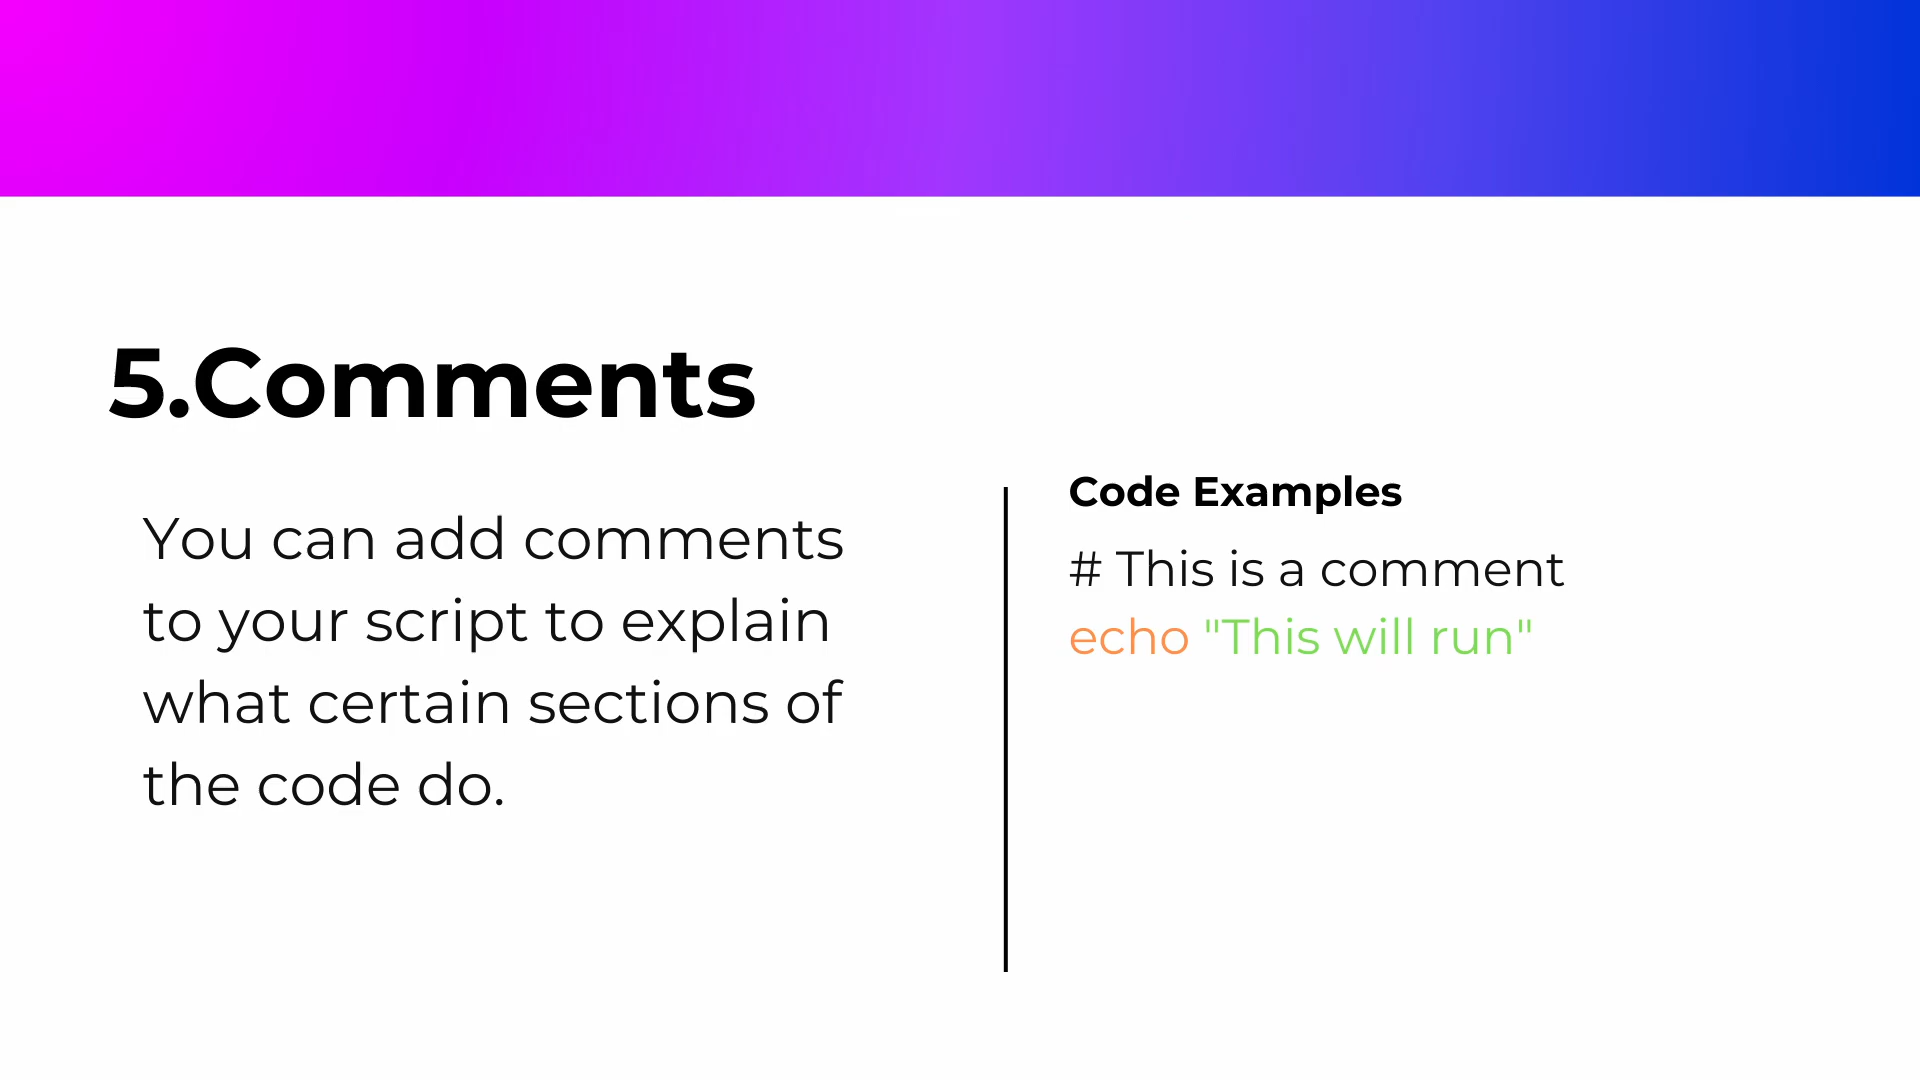 5.Comments
You can add comments
to your script to explain
what certain sections of
the code do.
Code Examples
# This is a comment
echo "This will run"